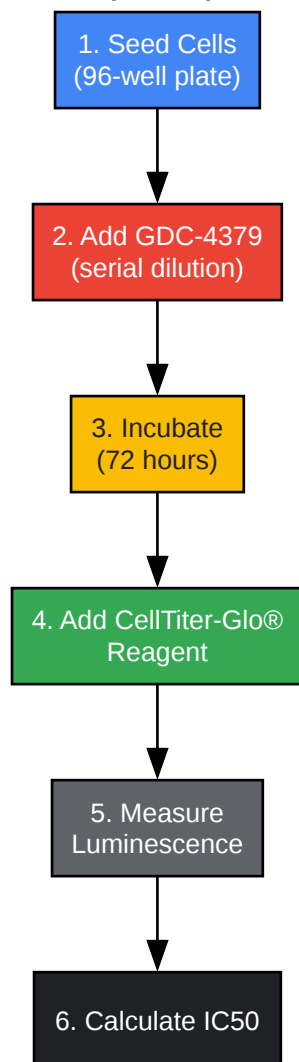 1. Seed Cells
(96-well plate)
2. Add GDC-4379
(serial dilution)
3. Incubate
(72 hours)
4. Add CellTiter-Glo®
Reagent
5. Measure
Luminescence
6. Calculate IC50